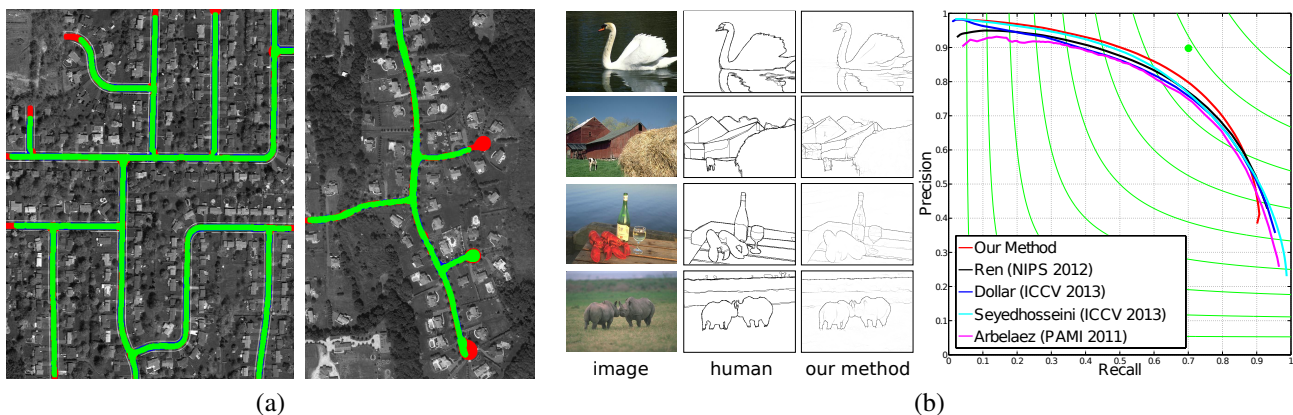 1
0.9
0.8
0.7
0.6
0.5
0.4
0.3
0.2
0.1
0
Precision
Our Method
Ren (NIPS 2012)
Dollar (ICCV 2013)
Seyedhosseini (ICCV 2013)
Arbelaez (PAMI 2011)
0 0.1 0.2 0.3 0.4 0.5 0.6 0.7 0.8 0.9 1
Recall
image human our method
(a) (b)